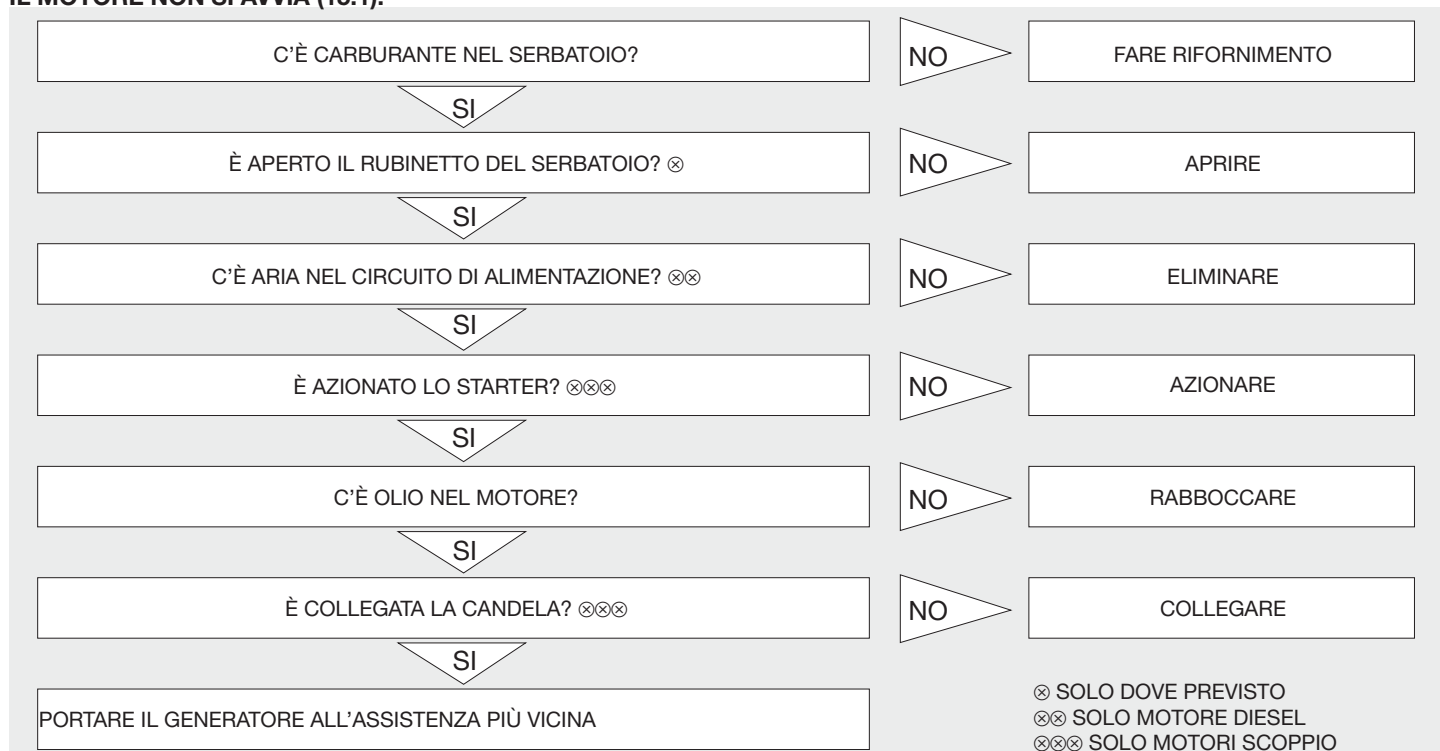 C'È CARBURANTE NEL SERBATOIO? NO FARE RIFORNIMENTO
SI
È APERTO IL RUBINETTO DEL SERBATOIO? ⊗ NO APRIRE
SI
C'È ARIA NEL CIRCUITO DI ALIMENTAZIONE? ⊗⊗ NO ELIMINARE
SI
È AZIONATO LO STARTER? ⊗⊗⊗ NO AZIONARE
SI
C'È OLIO NEL MOTORE? NO RABBOCCARE
SI
È COLLEGATA LA CANDELA? ⊗⊗⊗ NO COLLEGARE
SI
PORTARE IL GENERATORE ALL'ASSISTENZA PIÙ VICINA
⊗ SOLO DOVE PREVISTO
⊗⊗ SOLO MOTORE DIESEL
⊗⊗⊗ SOLO MOTORI SCOPPIO